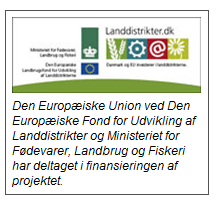 Landdistrikter.dk
Ministeriet for Fødevarer,
Landbrug og Fiskeri
Den Europæiske
Landbrugsfond for Udvikling
af Landdistrikterne
Danmark og EU investerer i landdistrikterne
Den Europæiske Union ved Den
Europæiske Fond for Udvikling af
Landdistrikter og Ministeriet for
Fødevarer, Landbrug og Fiskeri
har deltaget i finansieringen af
projektet.